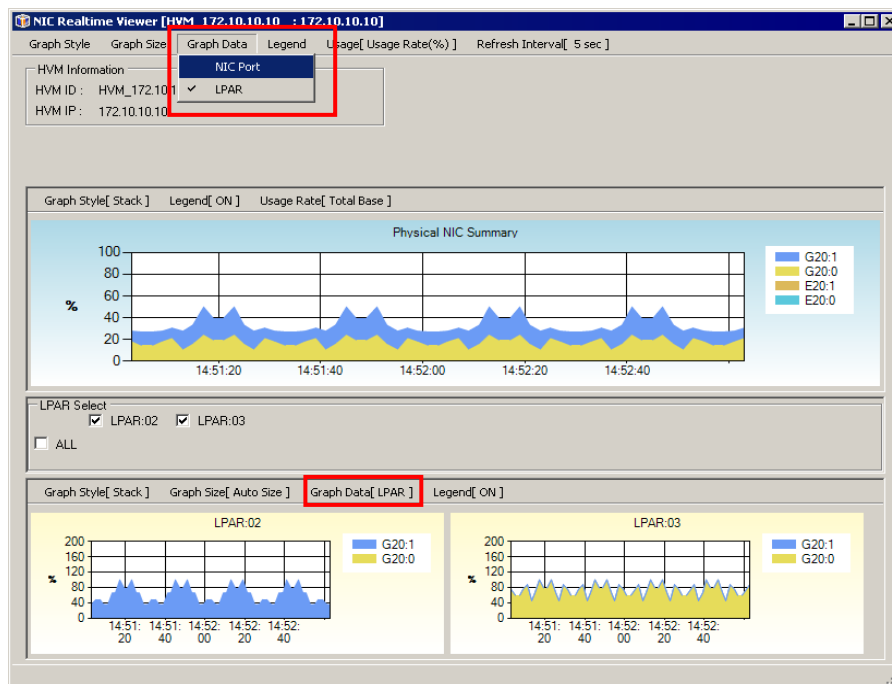 NIC Realtime Viewer [HVM_172.10.10.10 : 172.10.10.10]
Graph Style Graph Size Graph Data Legend Usage[ Usage Rate(%) ] Refresh Interval[ 5 sec ]
NIC Port
✓ LPAR
HVM Information
HVM ID : HVM_172.10.1
HVM IP : 172.10.10.10
Graph Style[ Stack ] Legend[ ON ] Usage Rate[ Total Base ]
Physical NIC Summary
100
80
60
40
20
0
%
14:51:20 14:51:40 14:52:00 14:52:20 14:52:40
G20:1
G20:0
E20:1
E20:0
LPAR Select
LPAR:02 LPAR:03
ALL
Graph Style[ Stack ] Graph Size[ Auto Size ] Graph Data[ LPAR ] Legend[ ON ]
LPAR:02
200
160
120
80
40
0
%
14:51: 14:51: 14:52: 14:52: 14:52:
20 40 00 20 40
G20:1
G20:0
LPAR:03
200
160
120
80
40
0
%
14:51: 14:51: 14:52: 14:52: 14:52:
20 40 00 20 40
G20:1
G20:0